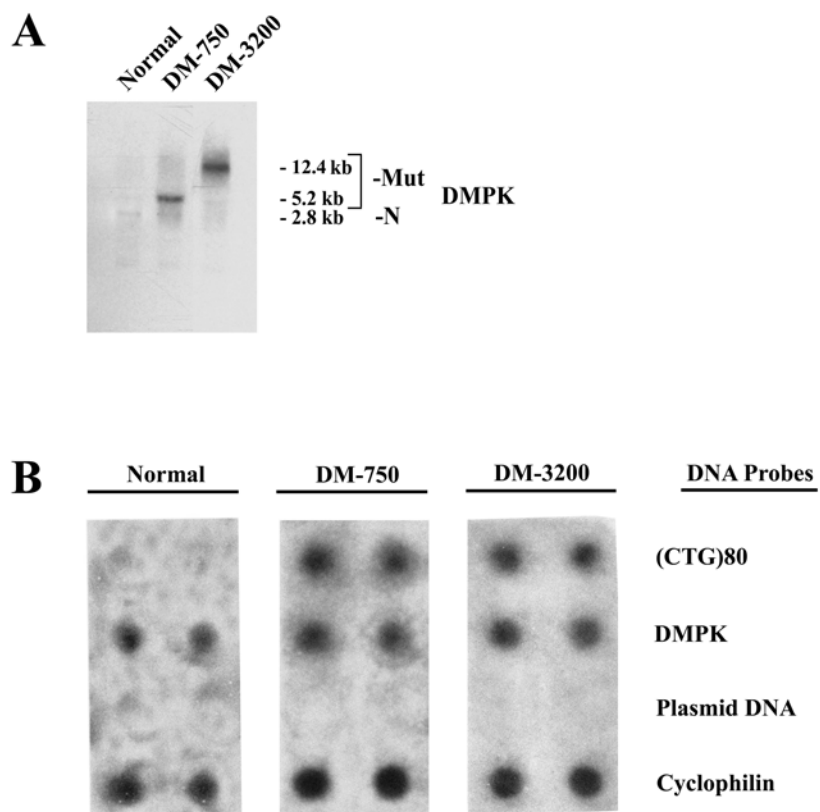 A
Normal
DM-750
DM-3200
- 12.4 kb
-Mut
- 5.2 kb
DMPK
- 2.8 kb
-N
B
Normal DM-750 DM-3200 DNA Probes
(CTG)80
DMPK
Plasmid DNA
Cyclophilin